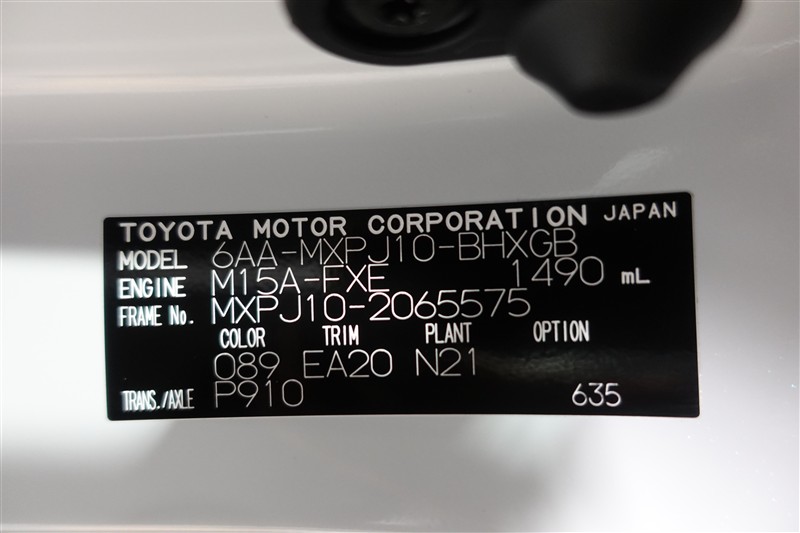 TOYOTA MOTOR CORPORATION JAPAN
MODEL 6AA-MXPJ10-BHXGB
ENGINE M15A-FXE 1490 mL
FRAME No. MXPJ10-2065575
COLOR TRIM PLANT OPTION
089 EA20 N21
TRANS./AXLE P910 635